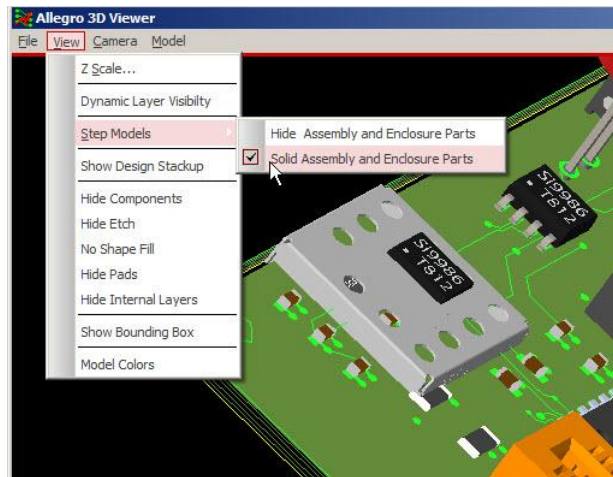 Allegro 3D Viewer
File View Camera Model
Z Scale...
Dynamic Layer Visibilty
Step Models
Hide Assembly and Enclosure Parts
Solid Assembly and Enclosure Parts
Show Design Stackup
Hide Components
Hide Etch
No Shape Fill
Hide Pads
Hide Internal Layers
Show Bounding Box
Model Colors
Si9986
T812
Si9986
T812